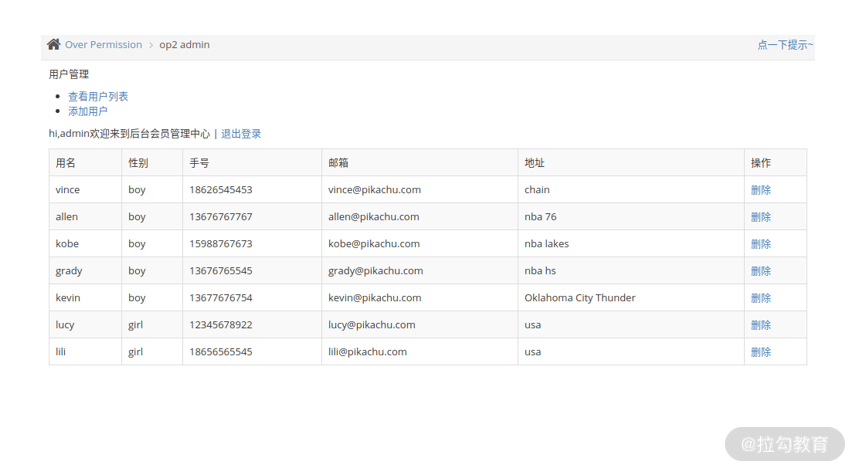 Over Permission > op2 admin 点一下提示~
用户管理
查看用户列表
添加用户
hi,admin欢迎来到后台会员管理中心 | 退出登录
用名 性别 手号 邮箱 地址 操作
vince boy 18626545453 vince@pikachu.com chain 删除
allen boy 13676767767 allen@pikachu.com nba 76 删除
kobe boy 15988767673 kobe@pikachu.com nba lakes 删除
grady boy 13676765545 grady@pikachu.com nba hs 删除
kevin boy 13677676754 kevin@pikachu.com Oklahoma City Thunder 删除
lucy girl 12345678922 lucy@pikachu.com usa 删除
lili girl 18656565545 lili@pikachu.com usa 删除
@拉勾教育